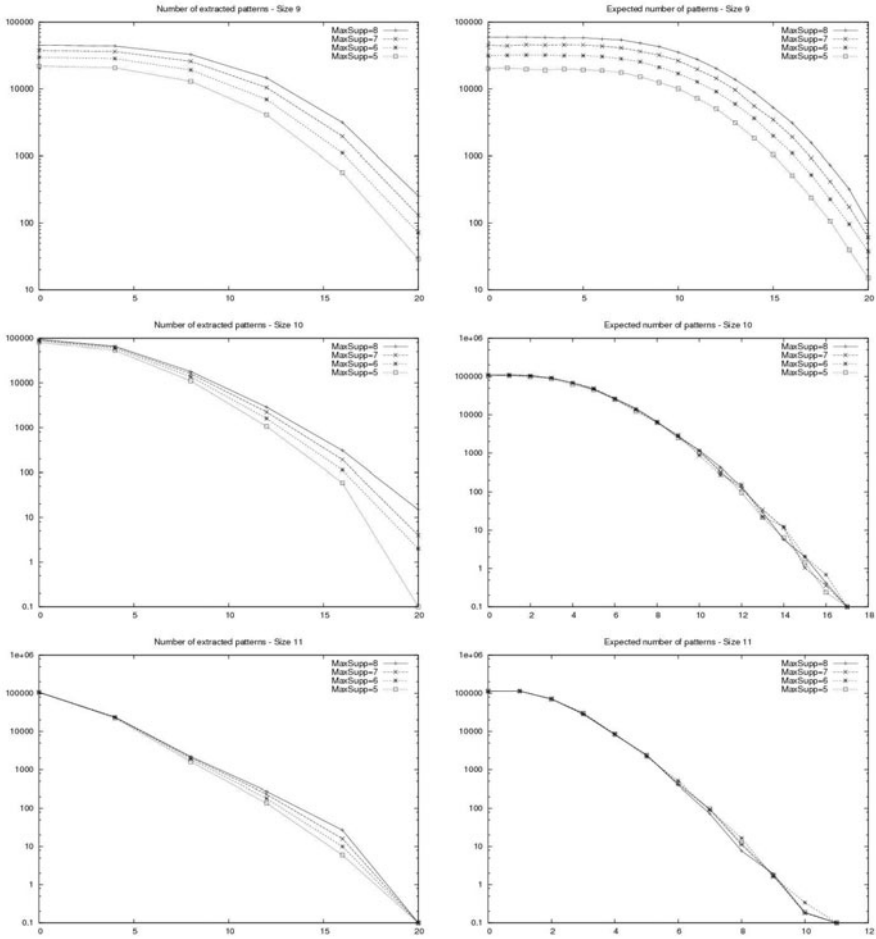 Number of extracted patterns - Size 9
100000
10000
1000
100
10
0 5 10 15 20
MaxSupp=8
MaxSupp=7
MaxSupp=6
MaxSupp=5
Expected number of patterns - Size 9
100000
10000
1000
100
10
0 2 4 6 8 10 12 14 16 18 20
MaxSupp=8
MaxSupp=7
MaxSupp=6
MaxSupp=5
Number of extracted patterns - Size 10
100000
10000
1000
100
10
1
0.1
0 5 10 15 20
MaxSupp=8
MaxSupp=7
MaxSupp=6
MaxSupp=5
Expected number of patterns - Size 10
1e+06
100000
10000
1000
100
10
1
0.1
0 2 4 6 8 10 12 14 16 18
MaxSupp=8
MaxSupp=7
MaxSupp=6
MaxSupp=5
Number of extracted patterns - Size 11
1e+06
100000
10000
1000
100
10
1
0.1
0 5 10 15 20
MaxSupp=8
MaxSupp=7
MaxSupp=6
MaxSupp=5
Expected number of patterns - Size 11
1e+06
100000
10000
1000
100
10
1
0.1
0 2 4 6 8 10 12
MaxSupp=8
MaxSupp=7
MaxSupp=6
MaxSupp=5